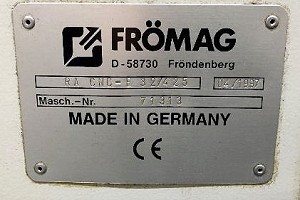 FRÖMAG
D-58730 Fröndenberg
RA CNC-E 32/425 04/1997
Masch.-Nr. 71313
MADE IN GERMANY
CE